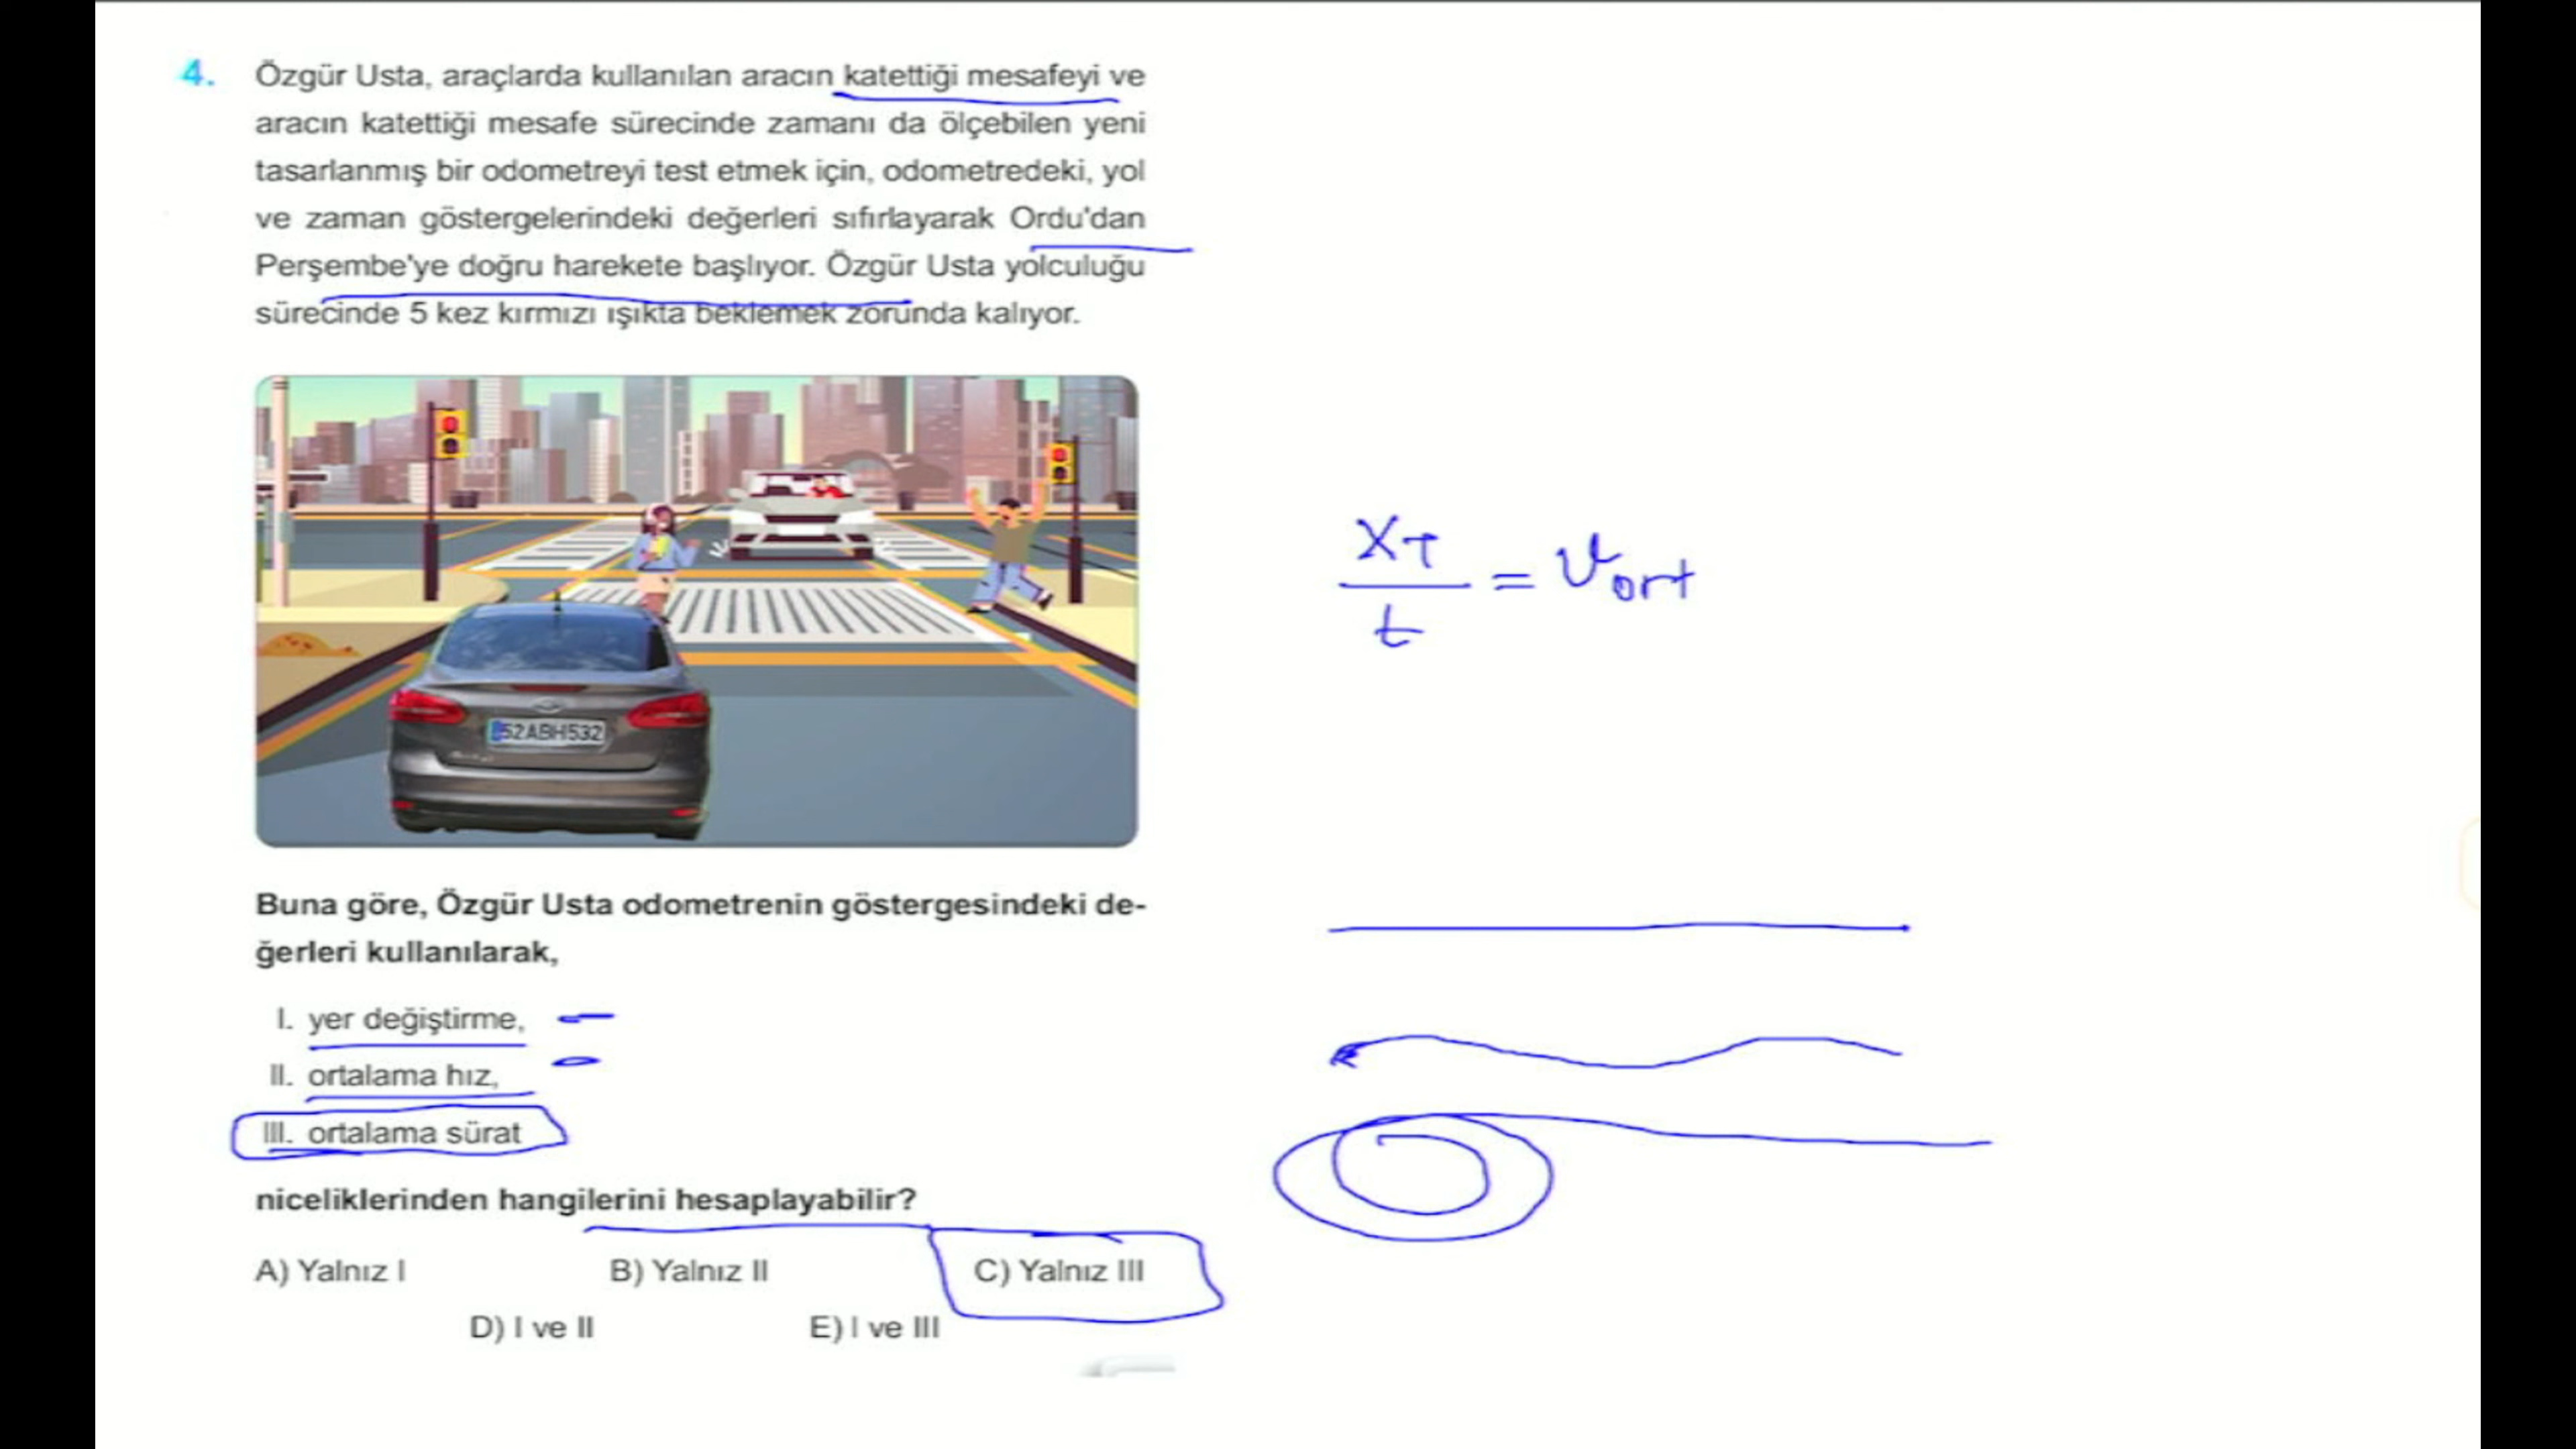 4. Özgür Usta, araçlarda kullanılan aracın katettiği mesafeyi ve
aracın katettiği mesafe sürecinde zamanı da ölçebilen yeni
tasarlanmış bir odometreyi test etmek için, odometredeki, yol
ve zaman göstergelerindeki değerleri sıfırlayarak Ordu'dan
Perşembe'ye doğru harekete başlıyor. Özgür Usta yolculuğu
sürecinde 5 kez kırmızı ışıkta beklemek zorunda kalıyor.
52ABH532
Buna göre, Özgür Usta odometrenin göstergesindeki de-
ğerleri kullanılarak,
I. yer değiştirme,
II. ortalama hız,
III. ortalama sürat
niceliklerinden hangilerini hesaplayabilir?
A) Yalnız I B) Yalnız II C) Yalnız III
D) I ve II E) I ve III
XT
t
= Vort